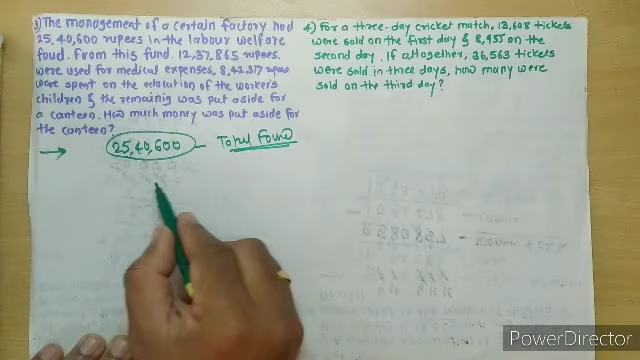 3) The management of a certain factory had
25,40,600 rupees in the labour welfare
foud. From this fund. 12,37,865 rupees.
were used for medical expenses, 8,42,317 rupees
were spent on the education of the worker's
children & the remaining was put aside for
a canteen. How much money was put aside for
the canteen?
→ 25,40,600 - Total Found
4) For a three-day cricket match, 13,608 tickets
were sold on the first day & 8,955 on the
second day. If altogether, 36,563 tickets
were sold in three days, how many were
sold on the third day?
PowerDirector